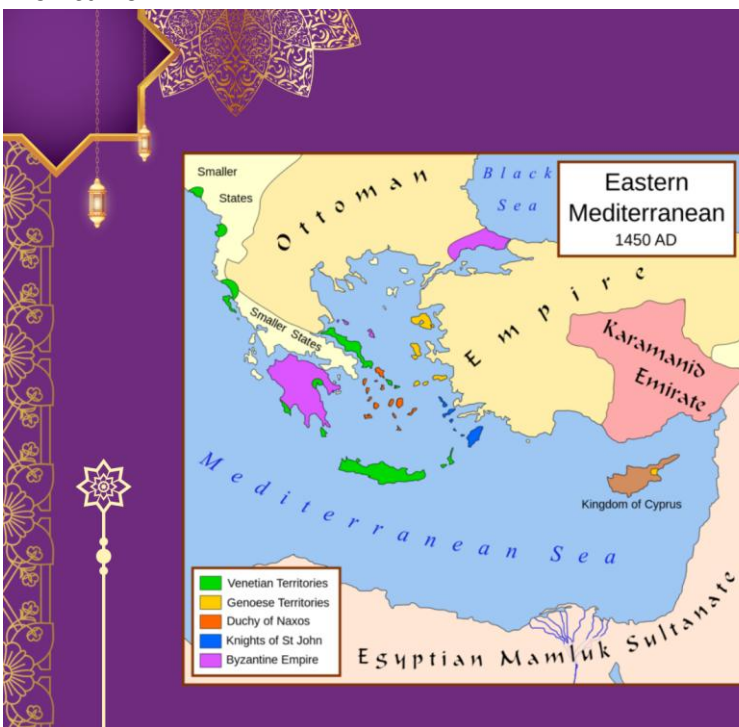 Smaller
States
Ottoman
Black
Sea
Eastern
Mediterranean
1450 AD
Empire
Smaller States
Karamanid
Emirate
Kingdom of Cyprus
Mediterranean Sea
Venetian Territories
Genoese Territories
Duchy of Naxos
Knights of St John
Byzantine Empire
Egyptian Mamluk Sultanate